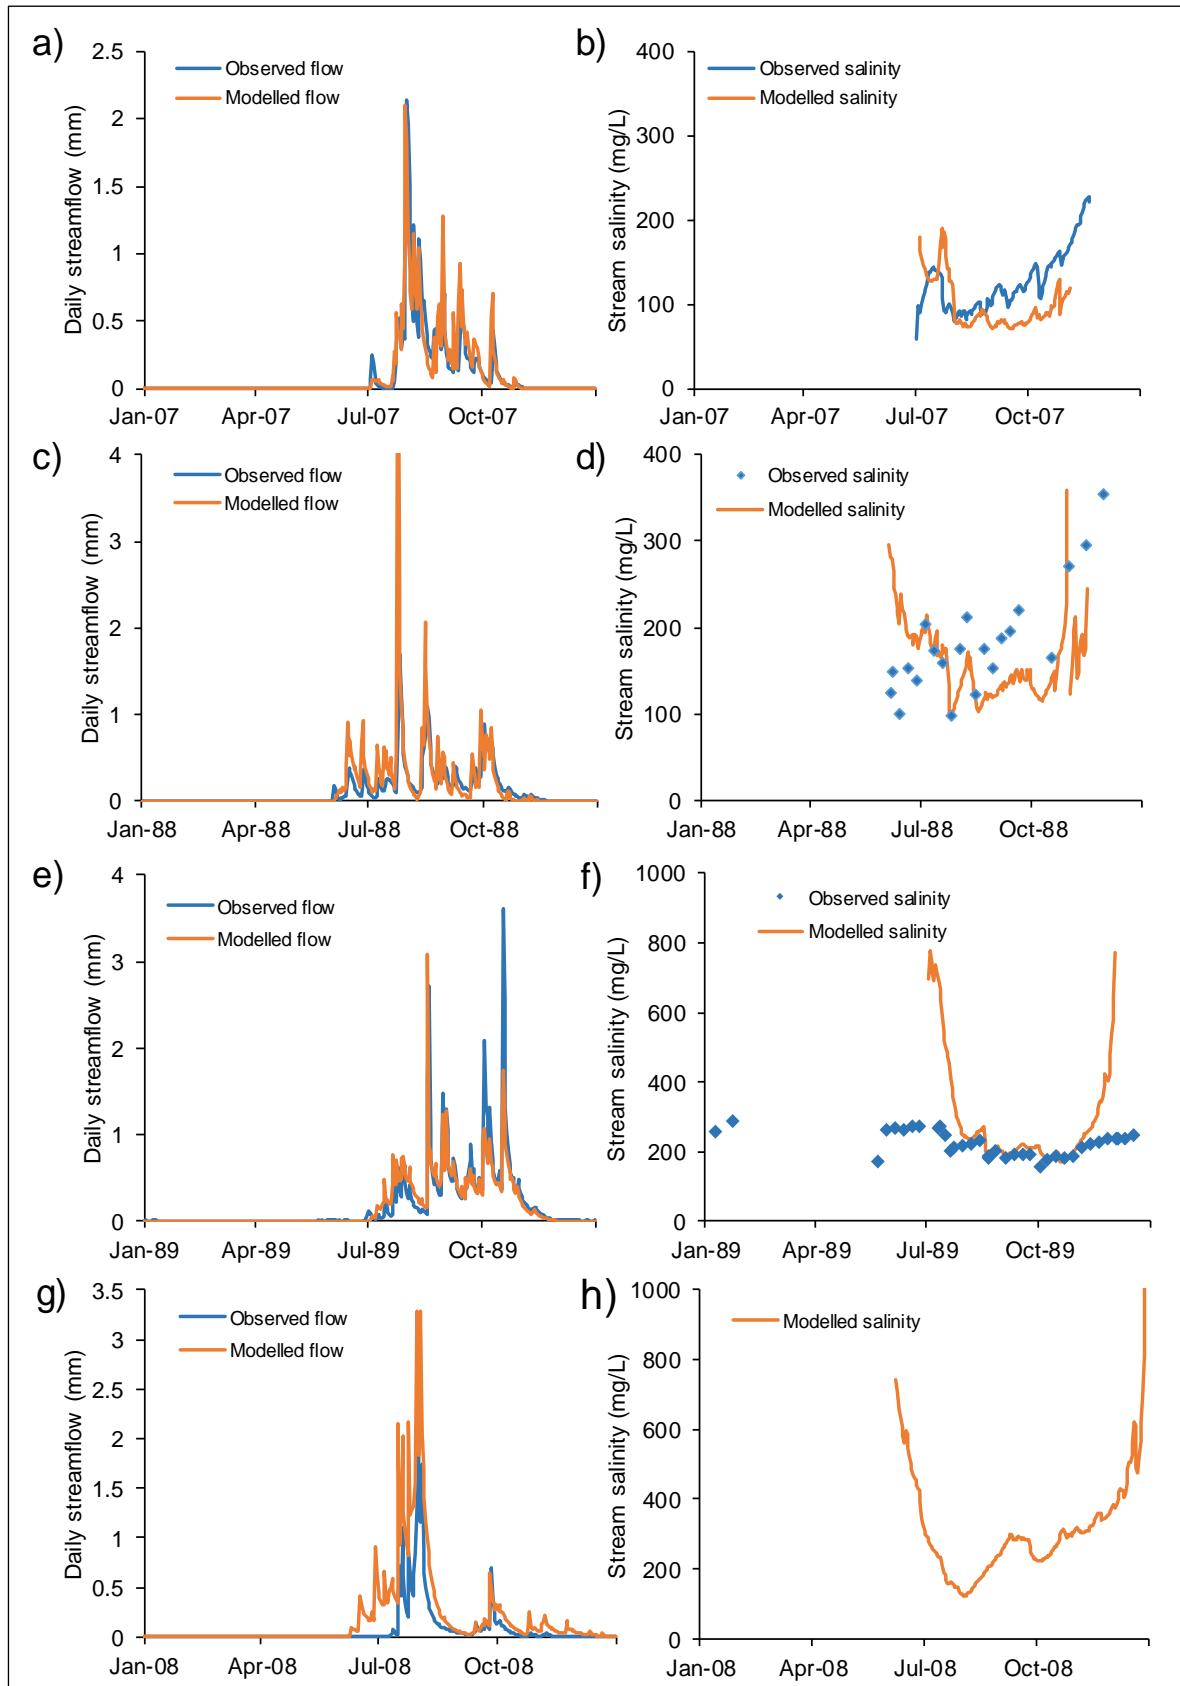 a)
2.5
2
1.5
1
0.5
0
Daily streamflow (mm)
Observed flow
Modelled flow
Jan-07 Apr-07 Jul-07 Oct-07
b)
400
300
200
100
0
Stream salinity (mg/L)
Observed salinity
Modelled salinity
Jan-07 Apr-07 Jul-07 Oct-07
c)
4
3
2
1
0
Daily streamflow (mm)
Observed flow
Modelled flow
Jan-88 Apr-88 Jul-88 Oct-88
d)
400
300
200
100
0
Stream salinity (mg/L)
Observed salinity
Modelled salinity
Jan-88 Apr-88 Jul-88 Oct-88
e)
4
3
2
1
0
Daily streamflow (mm)
Observed flow
Modelled flow
Jan-89 Apr-89 Jul-89 Oct-89
f)
1000
800
600
400
200
0
Stream salinity (mg/L)
Observed salinity
Modelled salinity
Jan-89 Apr-89 Jul-89 Oct-89
g)
3.5
3
2.5
2
1.5
1
0.5
0
Daily streamflow (mm)
Observed flow
Modelled flow
Jan-08 Apr-08 Jul-08 Oct-08
h)
1000
800
600
400
200
0
Stream salinity (mg/L)
Modelled salinity
Jan-08 Apr-08 Jul-08 Oct-08